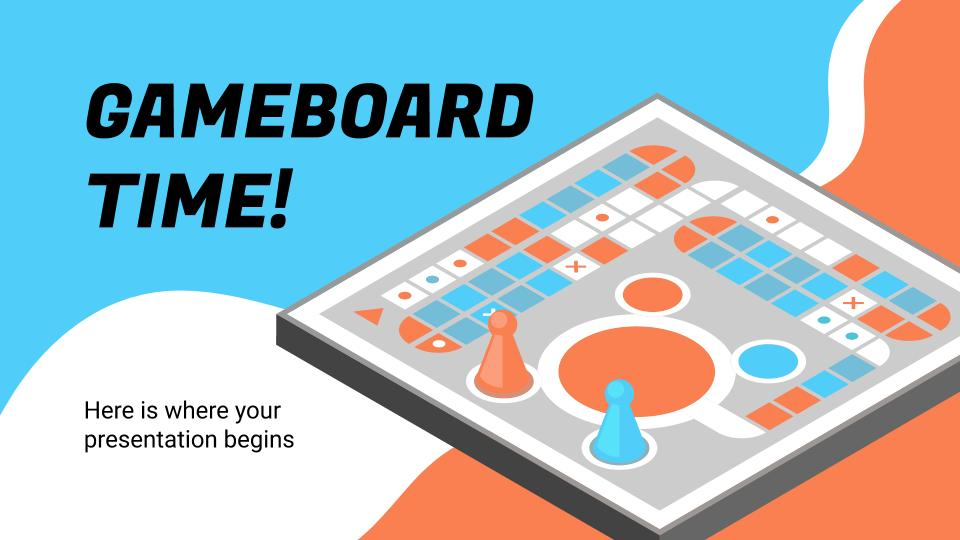 GAMEBOARD
TIME!
Here is where your
presentation begins